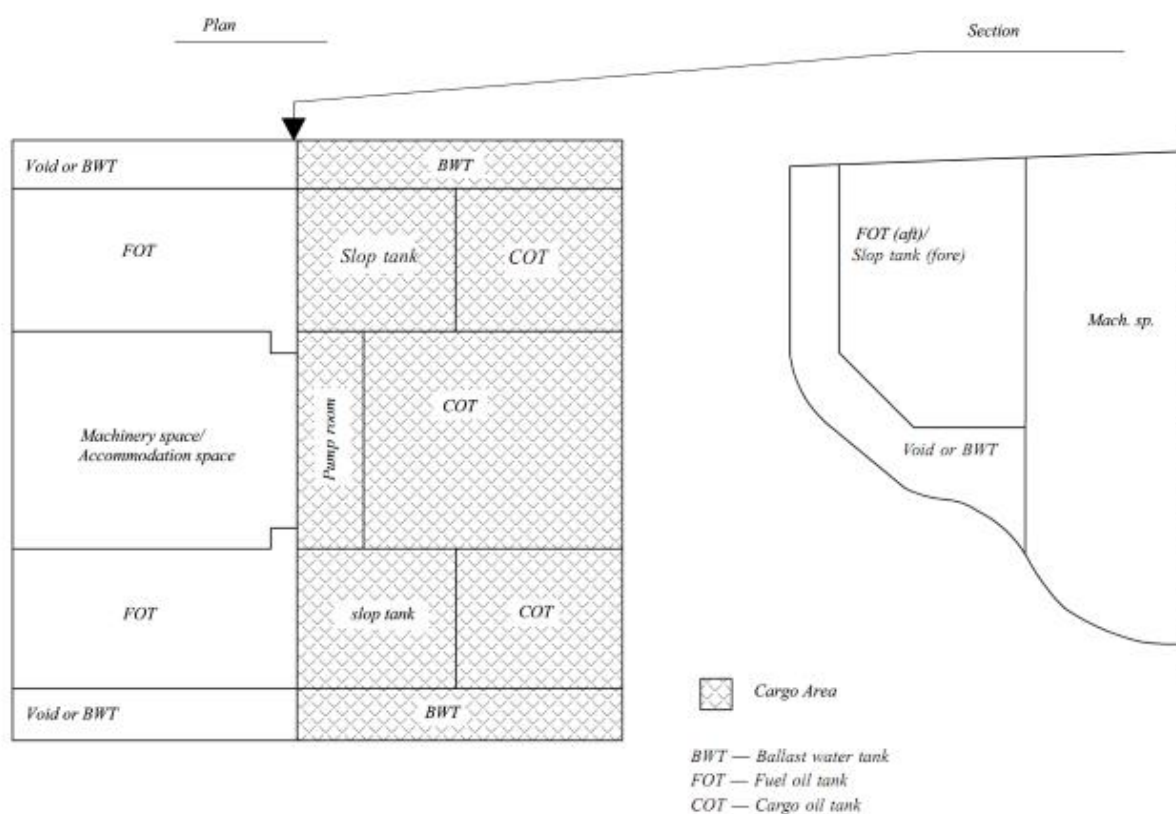 Plan
Section
Void or BWT
BWT
FOT
Slop tank
COT
FOT (aft)/
Slop tank (fore)
Mach. sp.
Machinery space/
Accommodation space
Pump room
COT
Void or BWT
FOT
slop tank
COT
Void or BWT
BWT
Cargo Area
BWT — Ballast water tank
FOT — Fuel oil tank
COT — Cargo oil tank